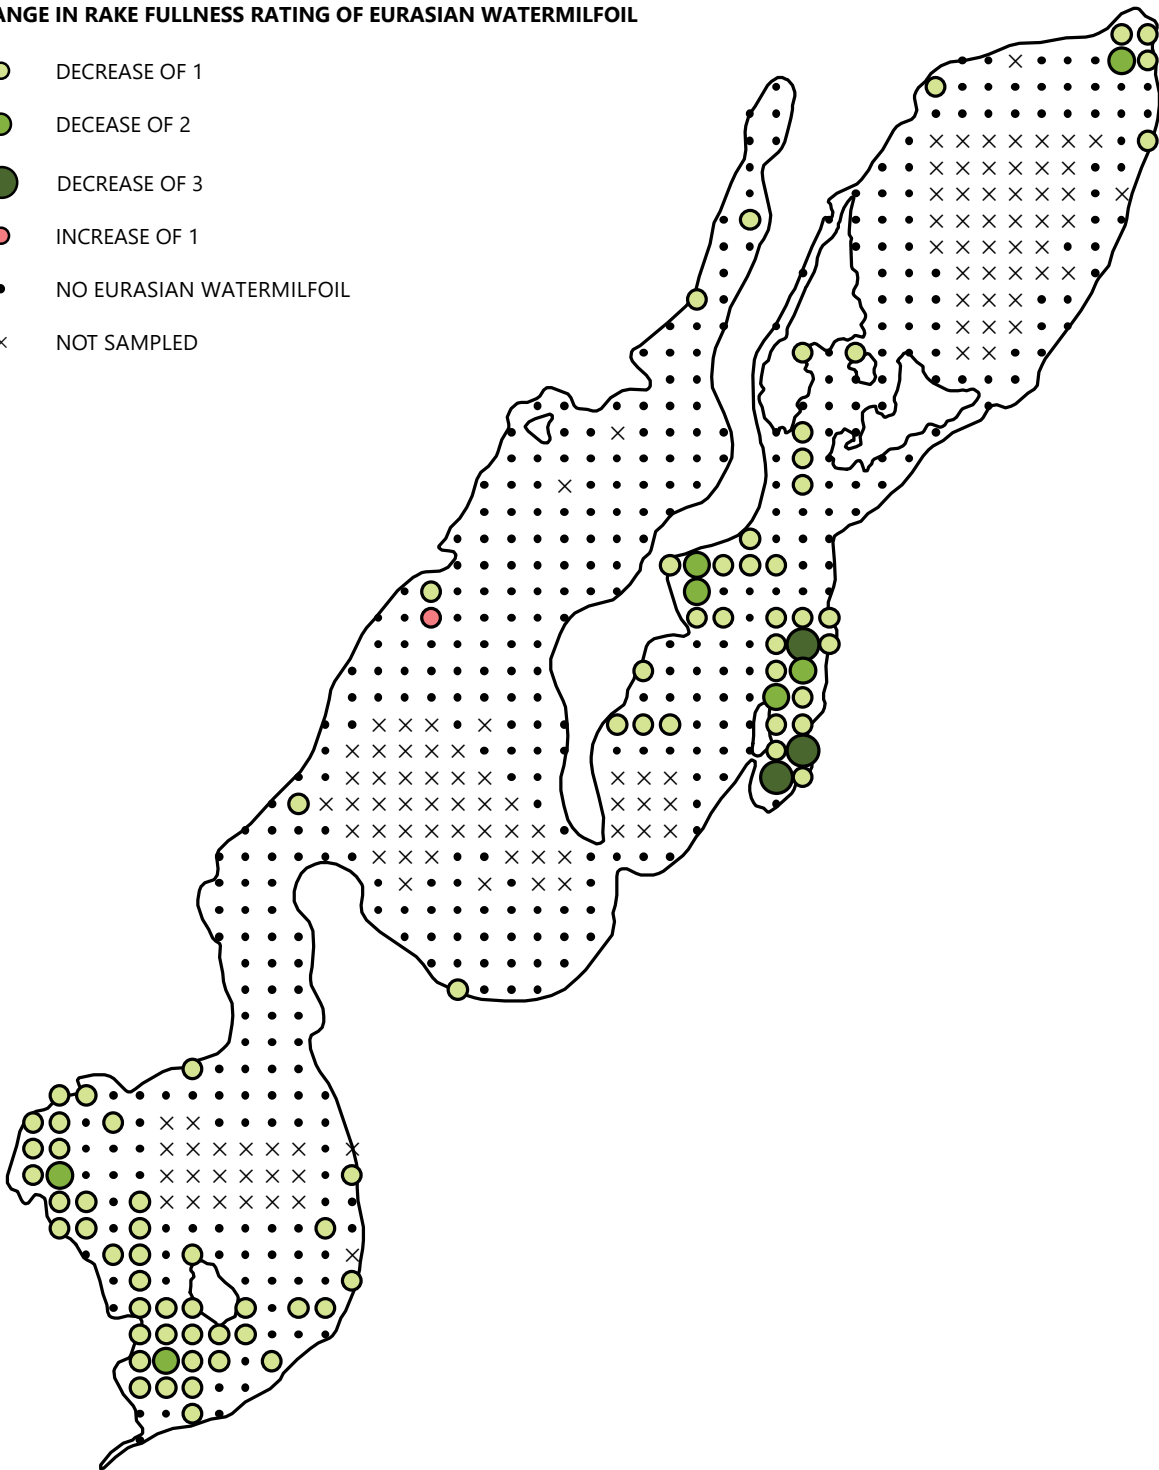 ANGE IN RAKE FULLNESS RATING OF EURASIAN WATERMILFOIL
DECREASE OF 1
DECEASE OF 2
DECREASE OF 3
INCREASE OF 1
NO EURASIAN WATERMILFOIL
NOT SAMPLED